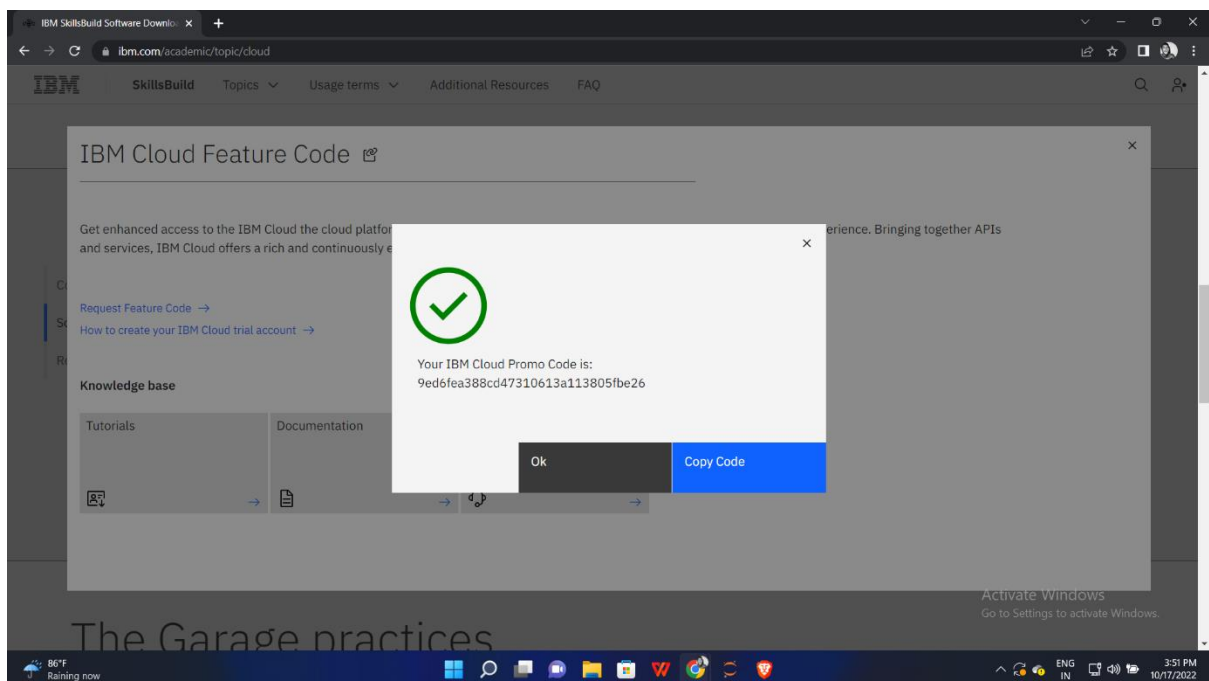 IBM SkillsBuild Software Downlo
ibm.com/academic/topic/cloud
IBM SkillsBuild Topics Usage terms Additional Resources FAQ
IBM Cloud Feature Code
Get enhanced access to the IBM Cloud the cloud platfor erience. Bringing together APIs
and services, IBM Cloud offers a rich and continuously e
Request Feature Code →
How to create your IBM Cloud trial account →
Knowledge base
Tutorials Documentation
Your IBM Cloud Promo Code is:
9ed6fea388cd47310613a113805fbe26
Ok Copy Code
Activate Windows
Go to Settings to activate Windows.
The Garage practices
86°F
Raining now
ENG
IN
3:51 PM
10/17/2022